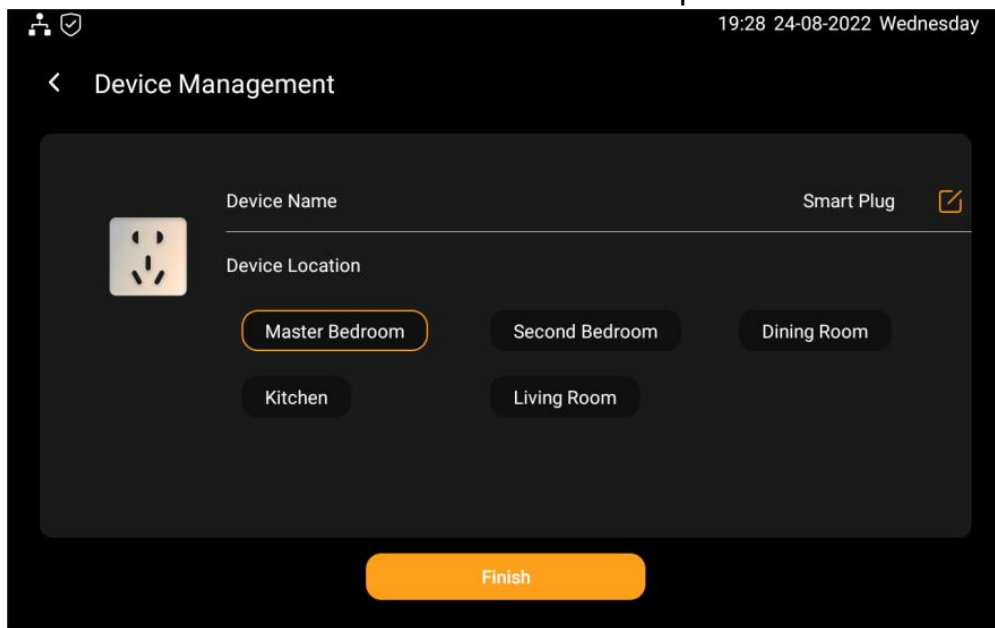 19:28 24-08-2022 Wednesday
Device Management
Device Name Smart Plug
Device Location
Master Bedroom Second Bedroom Dining Room
Kitchen Living Room
Finish